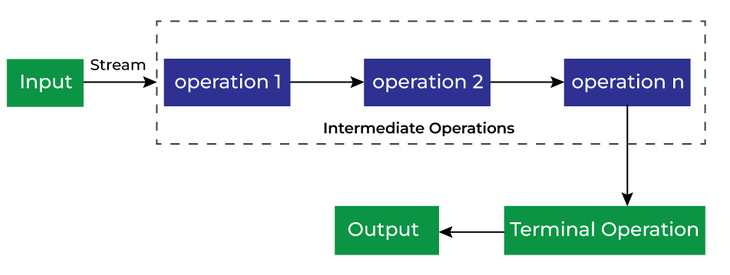 Input
Stream
operation 1
operation 2
operation n
Intermediate Operations
Output
Terminal Operation